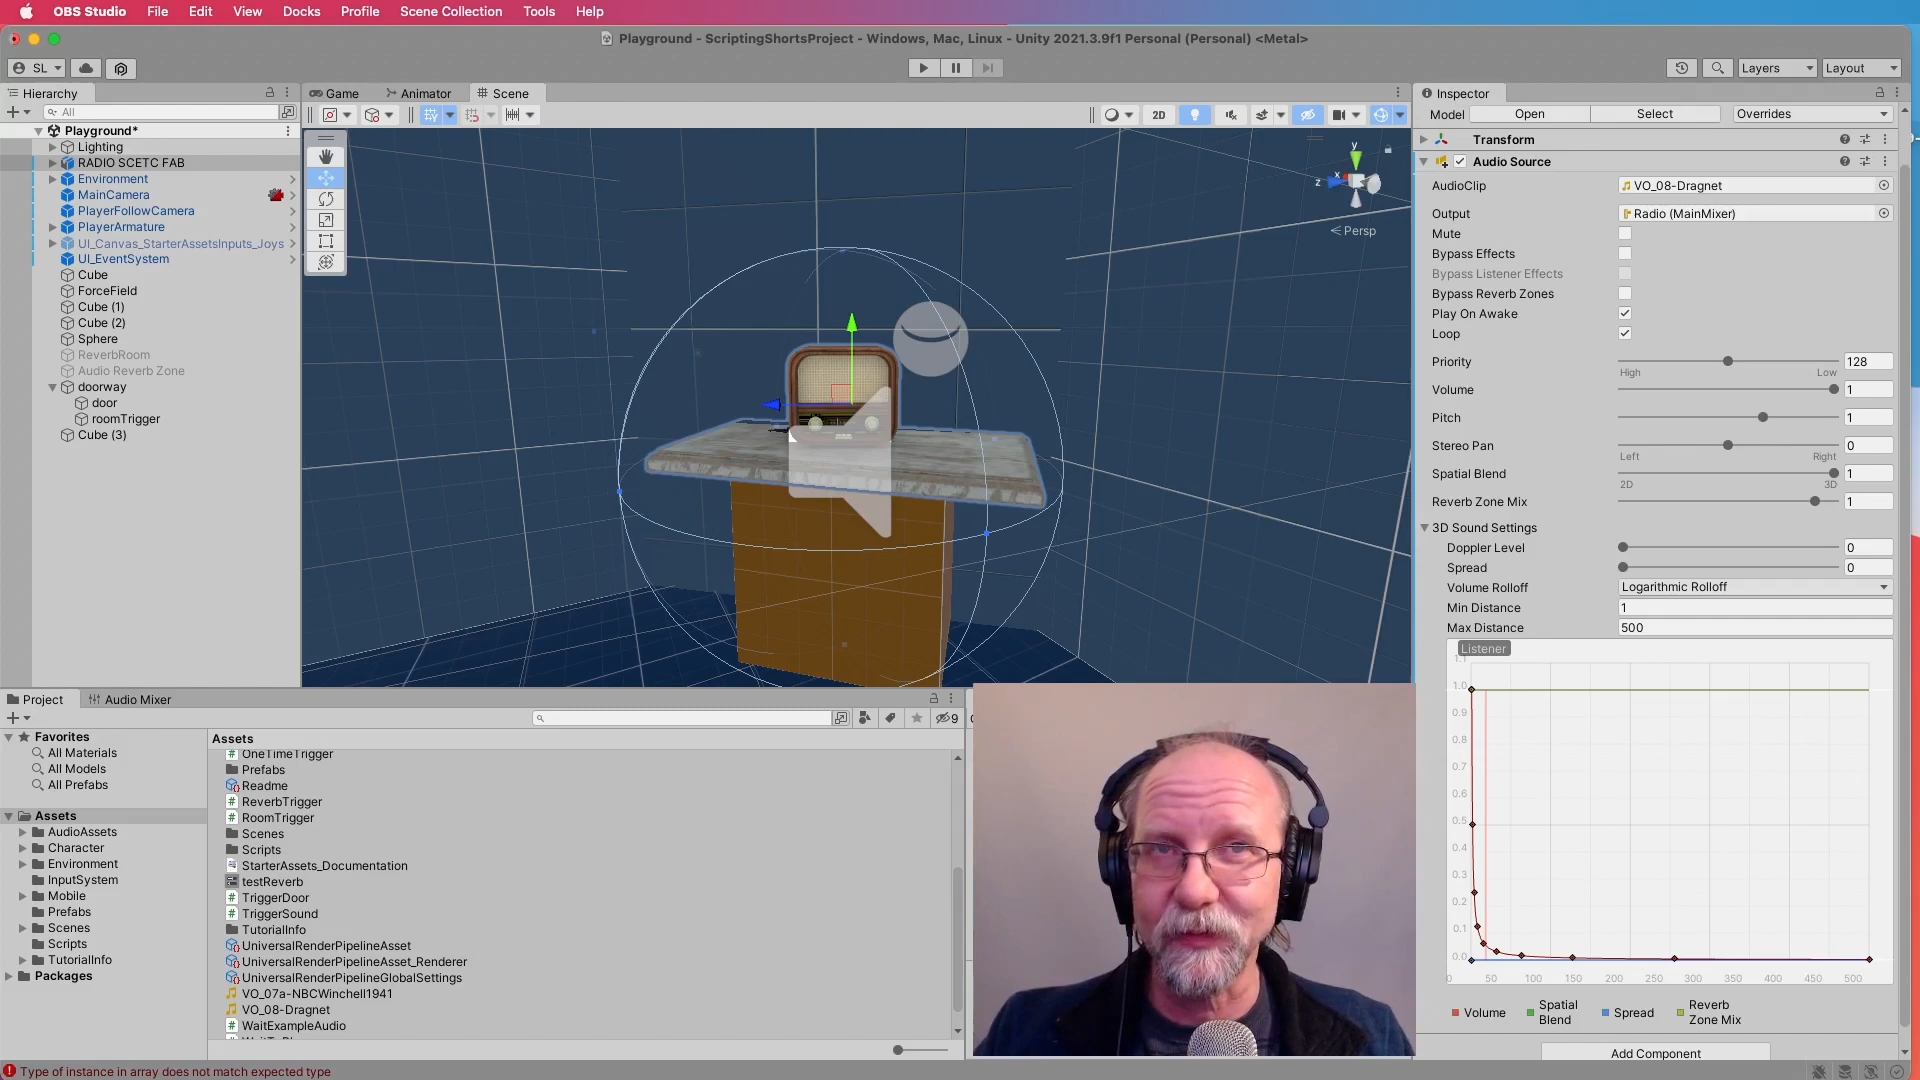 OBS Studio File Edit View Docks Profile Scene Collection Tools Help
Playground - ScriptingShortsProject - Windows, Mac, Linux - Unity 2021.3.9f1 Personal (Personal) <Metal>
SL
Layers
Layout
Hierarchy
All
Playground*
Lighting
RADIO SCETC FAB
Environment
MainCamera
PlayerFollowCamera
PlayerArmature
UI_Canvas_StarterAssetsInputs_Joys
UI_EventSystem
Cube
ForceField
Cube (1)
Cube (2)
Sphere
ReverbRoom
Audio Reverb Zone
doorway
door
roomTrigger
Cube (3)
Game Animator Scene
2D
y
x
z
Persp
Inspector
Model Open Select Overrides
Transform
Audio Source
AudioClip VO_08-Dragnet
Output Radio (MainMixer)
Mute
Bypass Effects
Bypass Listener Effects
Bypass Reverb Zones
Play On Awake
Loop
Priority 128
High Low
Volume 1
Pitch 1
Stereo Pan 0
Left Right
Spatial Blend 1
2D 3D
Reverb Zone Mix 1
3D Sound Settings
Doppler Level 0
Spread 0
Volume Rolloff Logarithmic Rolloff
Min Distance 1
Max Distance 500
Listener
1.1
1.0
0.9
0.8
0.7
0.6
0.5
0.4
0.3
0.2
0.1
0.0
0 50 100 150 200 250 300 350 400 450 500
Volume Spatial Blend Spread Reverb Zone Mix
Add Component
Project Audio Mixer
9
Favorites
All Materials
All Models
All Prefabs
Assets
AudioAssets
Character
Environment
InputSystem
Mobile
Prefabs
Scenes
Scripts
TutorialInfo
Packages
Assets
OneTimeTrigger
Prefabs
Readme
ReverbTrigger
RoomTrigger
Scenes
Scripts
StarterAssets_Documentation
testReverb
TriggerDoor
TriggerSound
TutorialInfo
UniversalRenderPipelineAsset
UniversalRenderPipelineAsset_Renderer
UniversalRenderPipelineGlobalSettings
VO_07a-NBCWinchell1941
VO_08-Dragnet
WaitExampleAudio
Type of instance in array does not match expected type